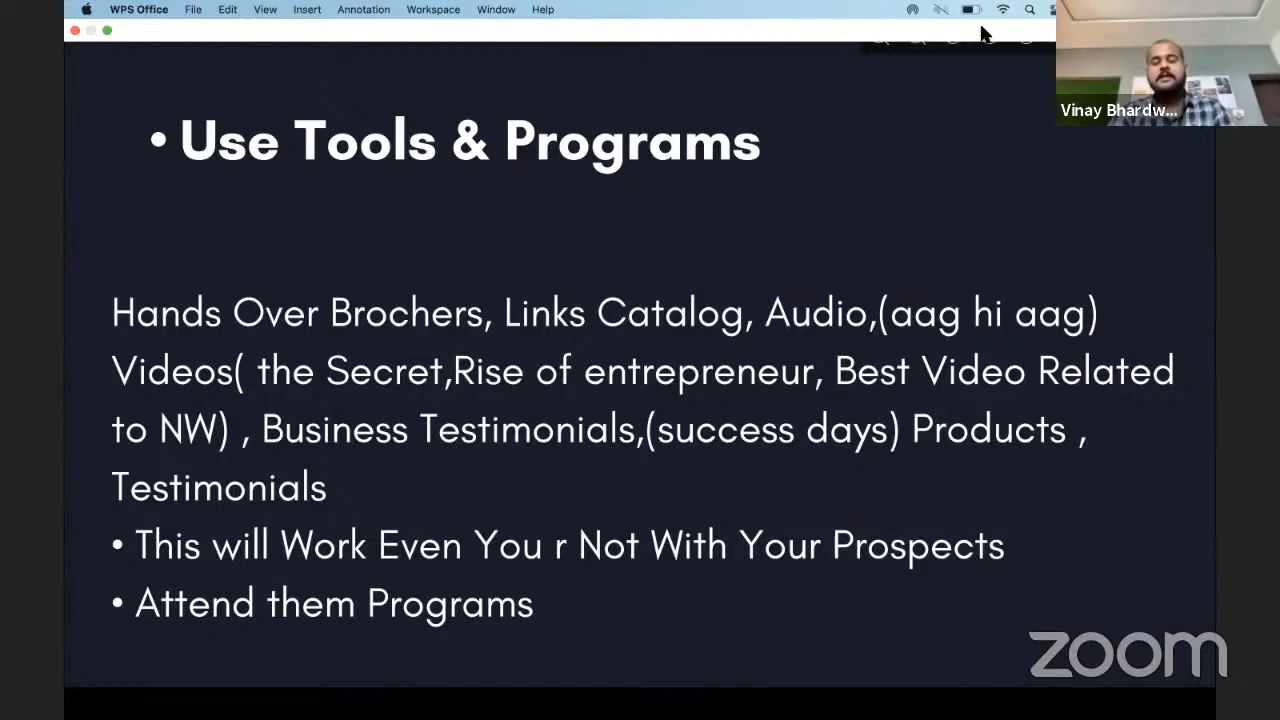 WPS Office File Edit View Insert Annotation Workspace Window Help
Vinay Bhardw...
• Use Tools & Programs
Hands Over Brochers, Links Catalog, Audio,(aag hi aag)
Videos( the Secret,Rise of entrepreneur, Best Video Related
to NW) , Business Testimonials,(success days) Products ,
Testimonials
• This will Work Even You r Not With Your Prospects
• Attend them Programs
zoom